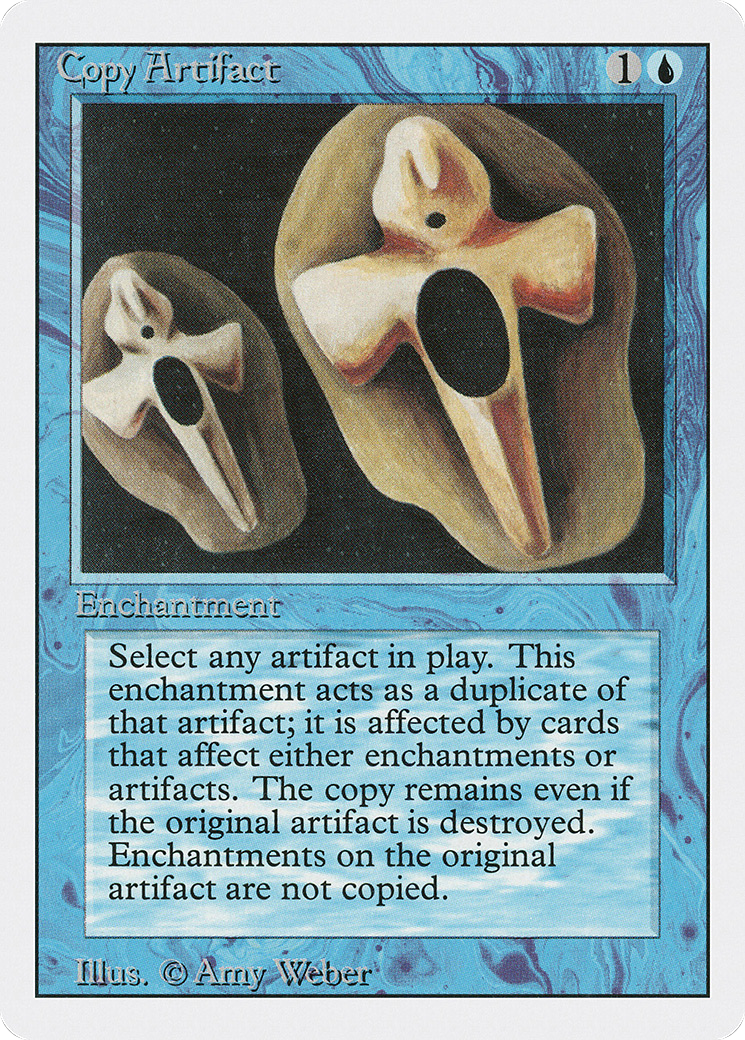 Copy Artifact 1
Enchantment
Select any artifact in play. This
enchantment acts as a duplicate of
that artifact; it is affected by cards
that affect either enchantments or
artifacts. The copy remains even if
the original artifact is destroyed.
Enchantments on the original
artifact are not copied.
Illus. © Amy Weber